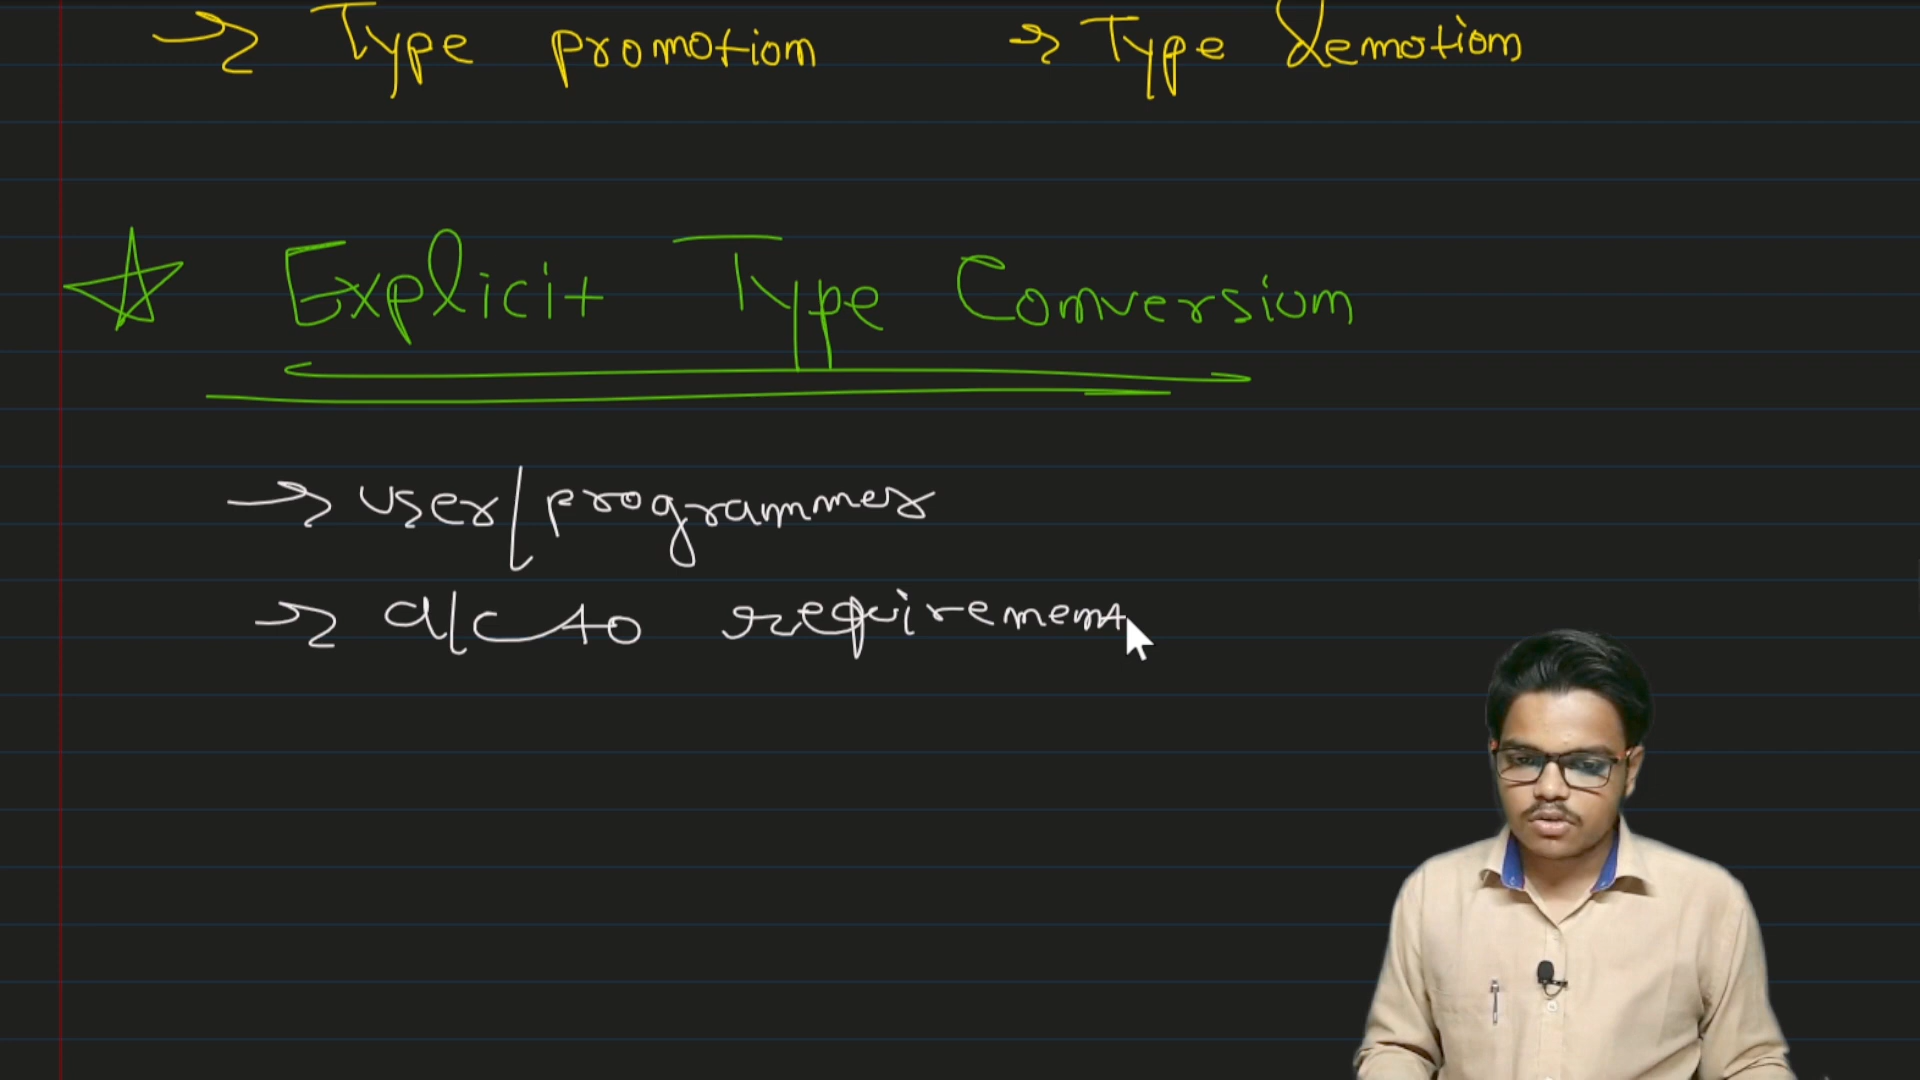 → Type promotion → Type demotion
☆ Explicit Type Conversion
→ user/programmer
→ a/c to requirement